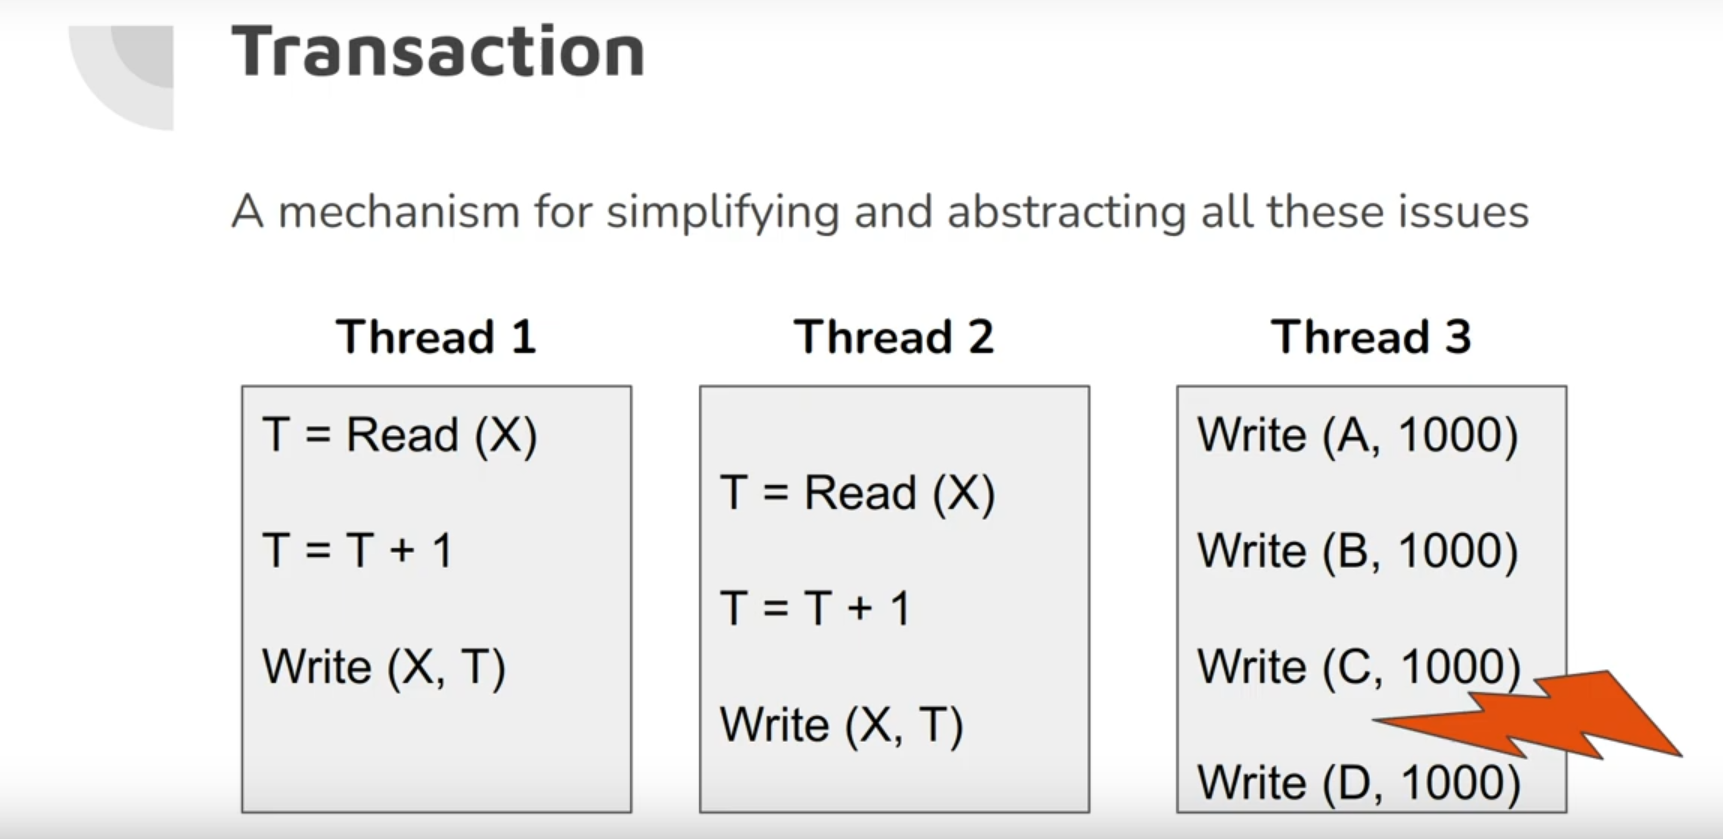 Transaction
A mechanism for simplifying and abstracting all these issues
Thread 1
T = Read (X)
T = T + 1
Write (X, T)
Thread 2
T = Read (X)
T = T + 1
Write (X, T)
Thread 3
Write (A, 1000)
Write (B, 1000)
Write (C, 1000)
Write (D, 1000)